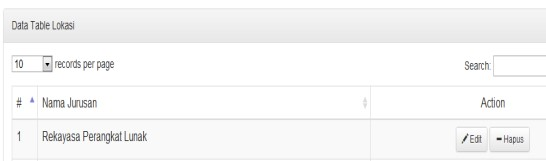 Data Table Lokasi
10 records per page Search:
# Nama Jurusan Action
1 Rekayasa Perangkat Lunak Edit Hapus